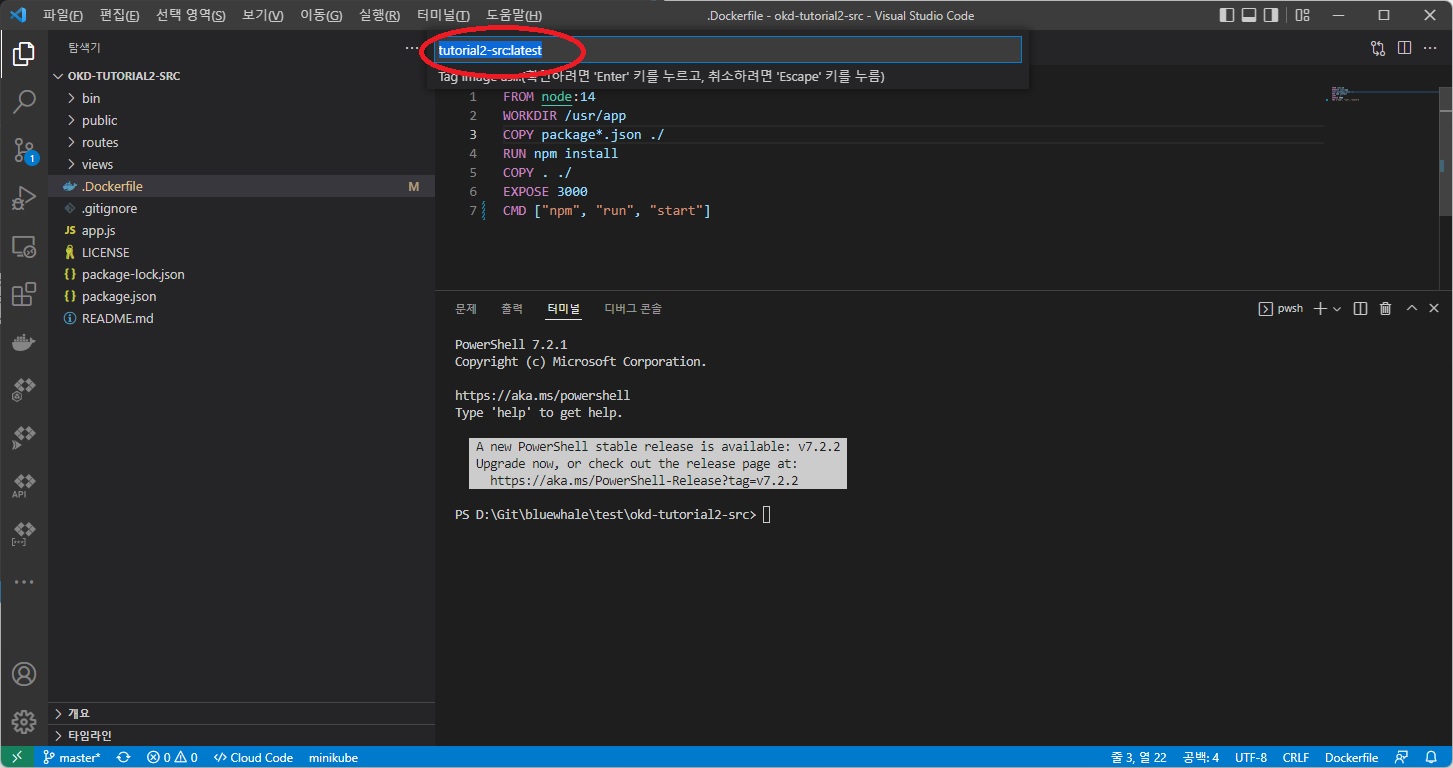 파일(F) 편집(E) 선택 영역(S) 보기(V) 이동(G) 실행(R) 터미널(T) 도움말(H) .Dockerfile - okd-tutorial2-src - Visual Studio Code
탐색기
tutorial2-src:latest
Tag image as...(확인하려면 'Enter' 키를 누르고, 취소하려면 'Escape' 키를 누름)
OKD-TUTORIAL2-SRC
bin
public
routes
views
.Dockerfile M
.gitignore
JS app.js
LICENSE
{} package-lock.json
{} package.json
README.md
1 FROM node:14
2 WORKDIR /usr/app
3 COPY package*.json ./
4 RUN npm install
5 COPY . ./
6 EXPOSE 3000
7 CMD ["npm", "run", "start"]
1
API
문제 출력 터미널 디버그 콘솔 pwsh
PowerShell 7.2.1
Copyright (c) Microsoft Corporation.
https://aka.ms/powershell
Type 'help' to get help.
A new PowerShell stable release is available: v7.2.2
Upgrade now, or check out the release page at:
https://aka.ms/PowerShell-Release?tag=v7.2.2
PS D:\Git\bluewhale\test\okd-tutorial2-src>
개요
타임라인
master* 0 0 Cloud Code minikube 줄 3, 열 22 공백: 4 UTF-8 CRLF Dockerfile